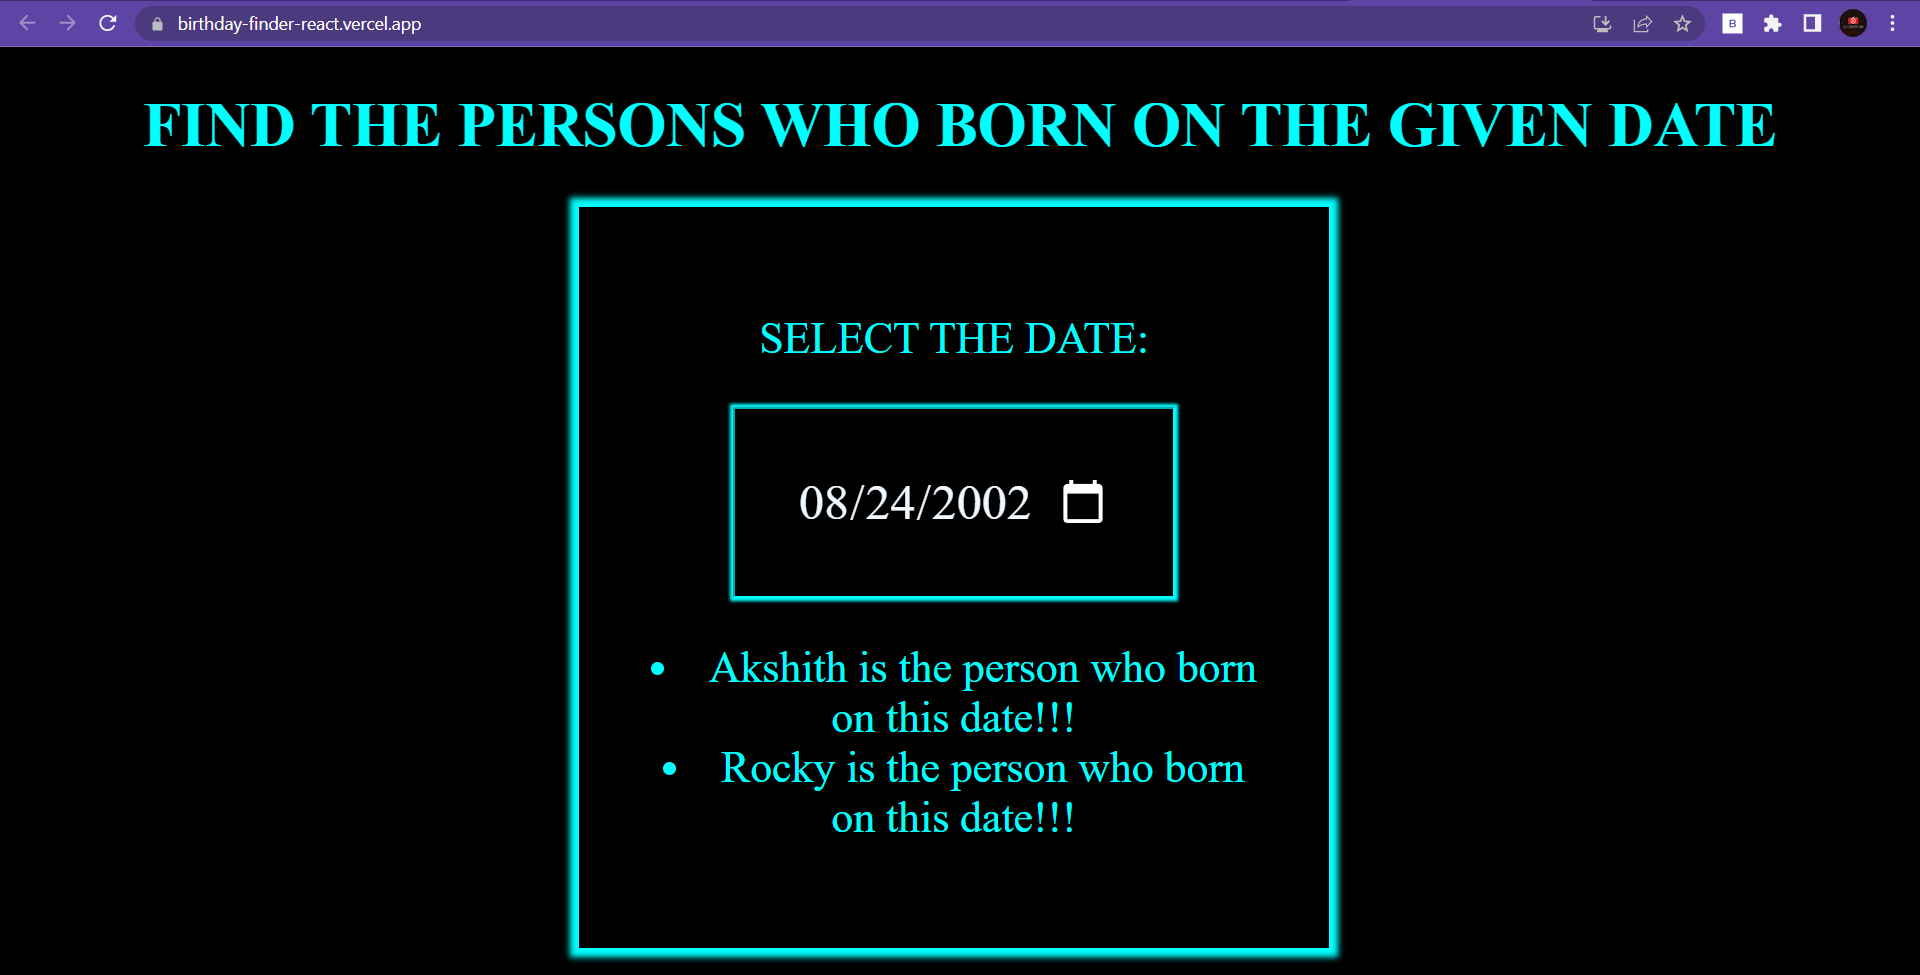 birthday-finder-react.vercel.app
B
FIND THE PERSONS WHO BORN ON THE GIVEN DATE
SELECT THE DATE:
08/24/2002
• Akshith is the person who born
on this date!!!
• Rocky is the person who born
on this date!!!